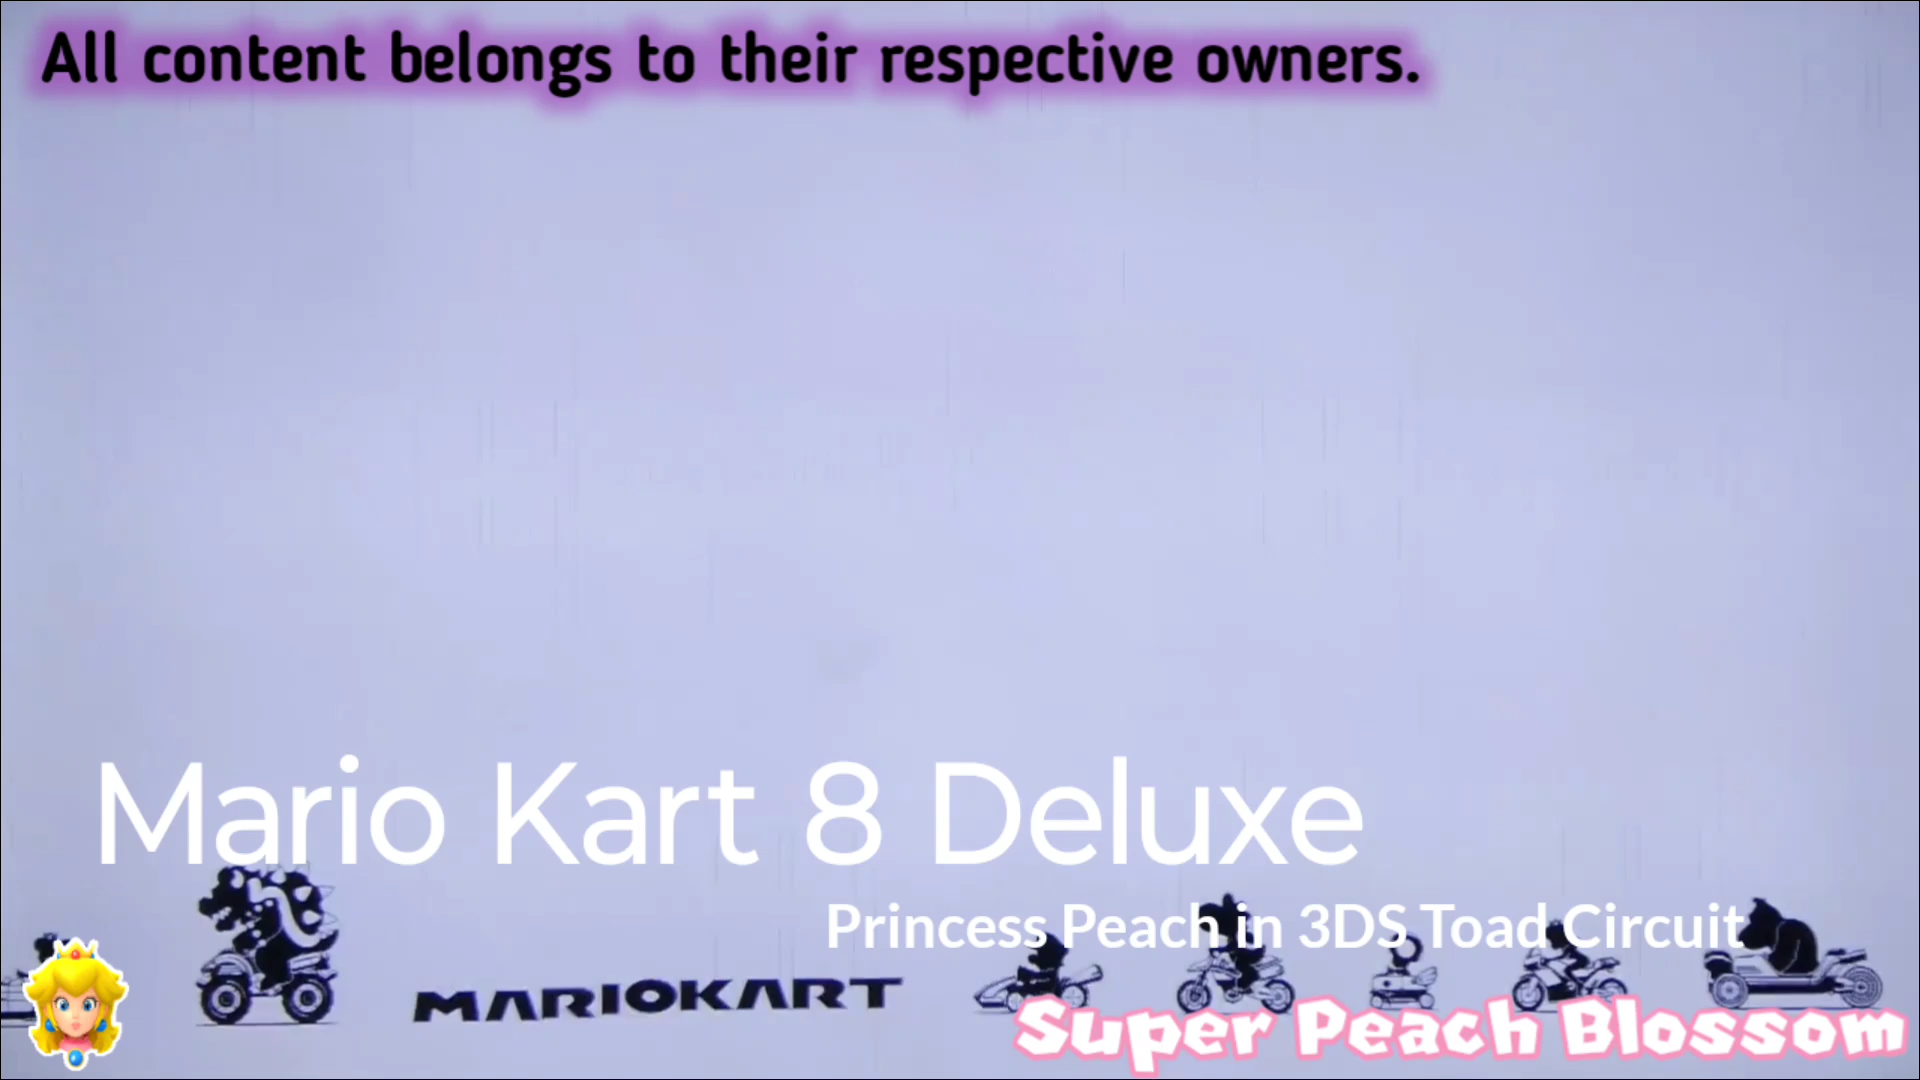 All content belongs to their respective owners.
Mario Kart 8 Deluxe
Princess Peach in 3DS Toad Circuit
MARIOKART
Super Peach Blossom